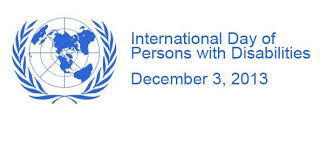 International Day of
Persons with Disabilities
December 3, 2013